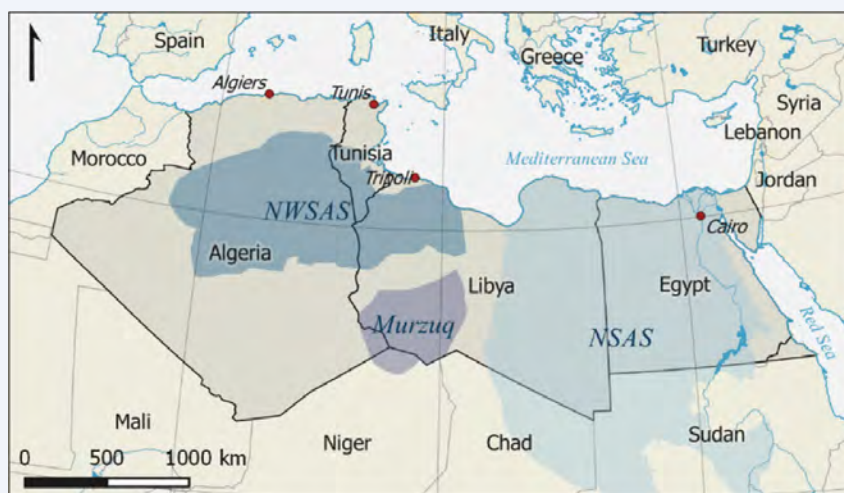 Spain
Italy
Greece
Turkey
Algiers
Tunis
Syria
Lebanon
Morocco
Tunisia
Mediterranean Sea
Jordan
Tripoli
NWSAS
Cairo
Algeria
Libya
Egypt
Murzuq
NSAS
Red Sea
Mali
Niger
Chad
Sudan
0 500 1000 km